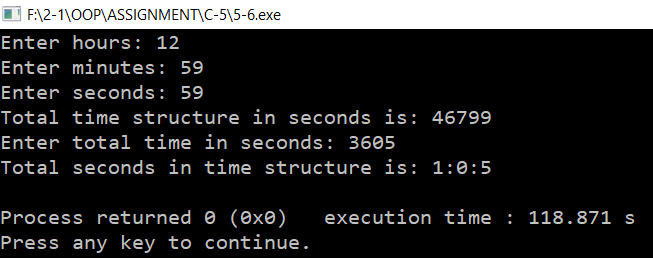 F:\2-1\OOP\ASSIGNMENT\C-5\5-6.exe
Enter hours: 12
Enter minutes: 59
Enter seconds: 59
Total time structure in seconds is: 46799
Enter total time in seconds: 3605
Total seconds in time structure is: 1:0:5
Process returned 0 (0x0)   execution time : 118.871 s
Press any key to continue.